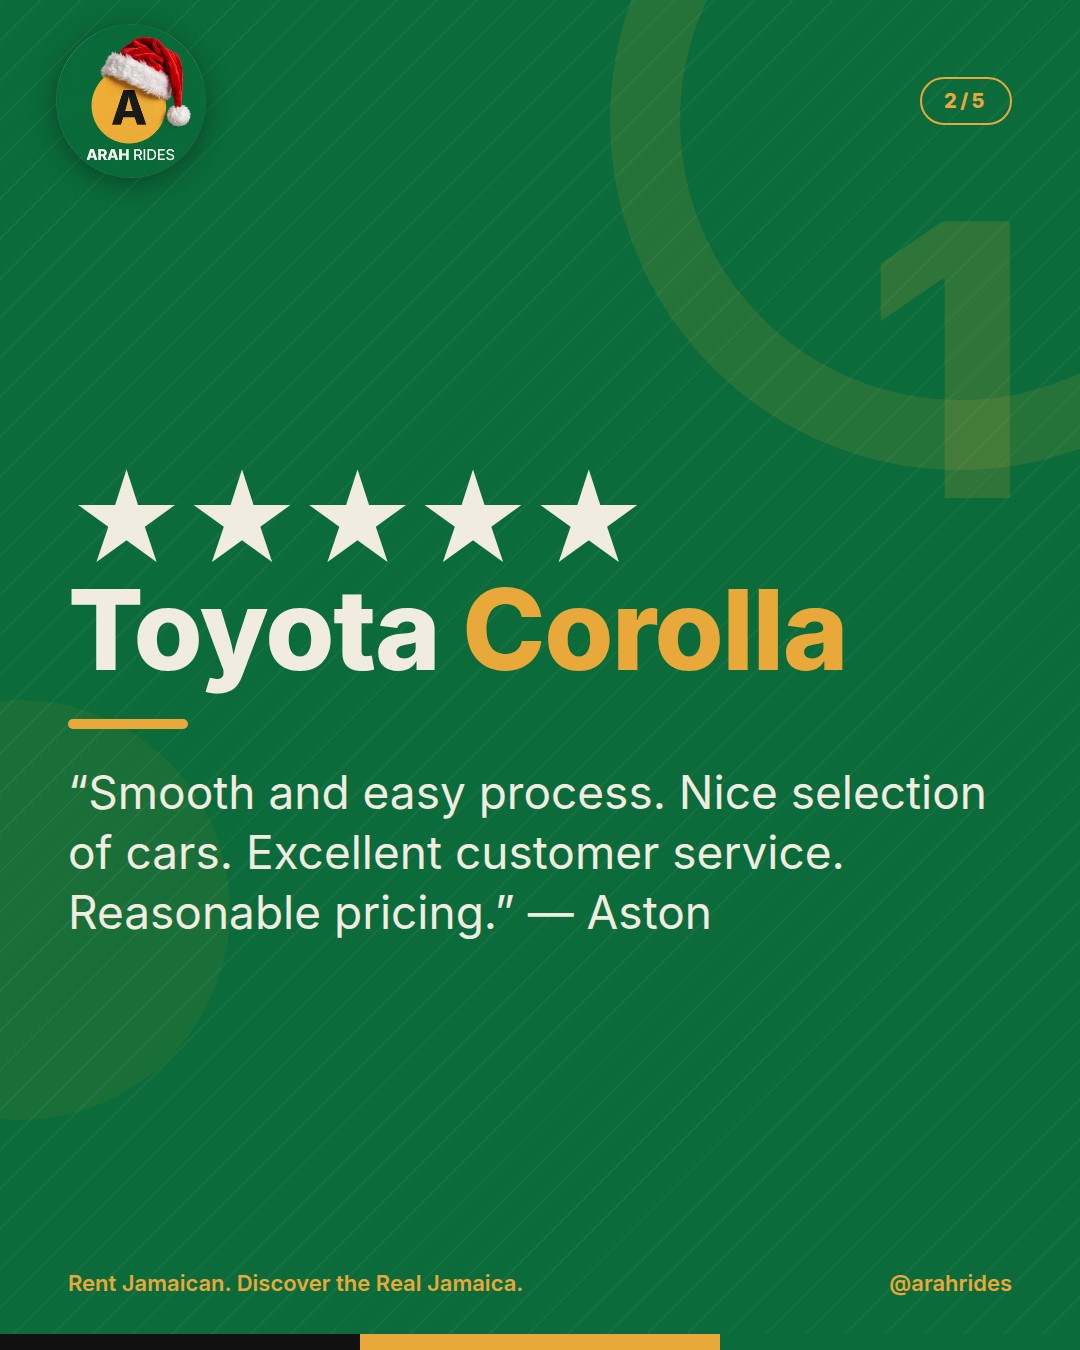 A
ARAH RIDES
2/5
1
★★★★★
Toyota Corolla
“Smooth and easy process. Nice selection
of cars. Excellent customer service.
Reasonable pricing.” — Aston
Rent Jamaican. Discover the Real Jamaica.
@arahrides